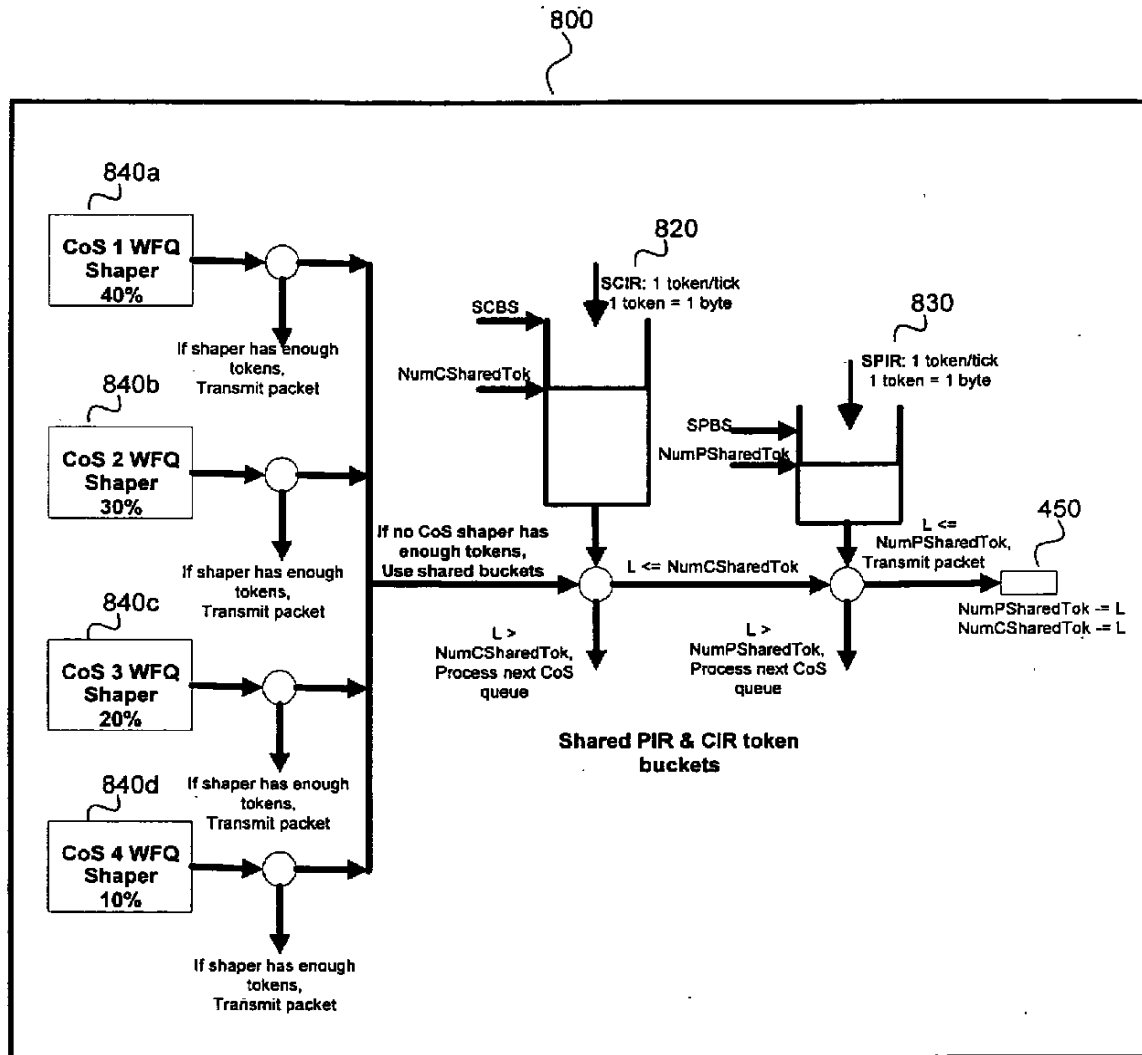 800
840a
CoS 1 WFQ
Shaper
40%
If shaper has enough
tokens,
Transmit packet
840b
CoS 2 WFQ
Shaper
30%
If shaper has enough
tokens,
Transmit packet
840c
CoS 3 WFQ
Shaper
20%
If shaper has enough
tokens,
Transmit packet
840d
CoS 4 WFQ
Shaper
10%
If shaper has enough
tokens,
Transmit packet
If no CoS shaper has
enough tokens,
Use shared buckets
820
SCIR: 1 token/tick
1 token = 1 byte
SCBS
NumCSharedTok
L <= NumCSharedTok
L >
NumCSharedTok,
Process next CoS
queue
830
SPIR: 1 token/tick
1 token = 1 byte
SPBS
NumPSharedTok
L <=
NumPSharedTok,
Transmit packet
L >
NumPSharedTok,
Process next CoS
queue
450
NumPSharedTok -= L
NumCSharedTok -= L
Shared PIR & CIR token
buckets